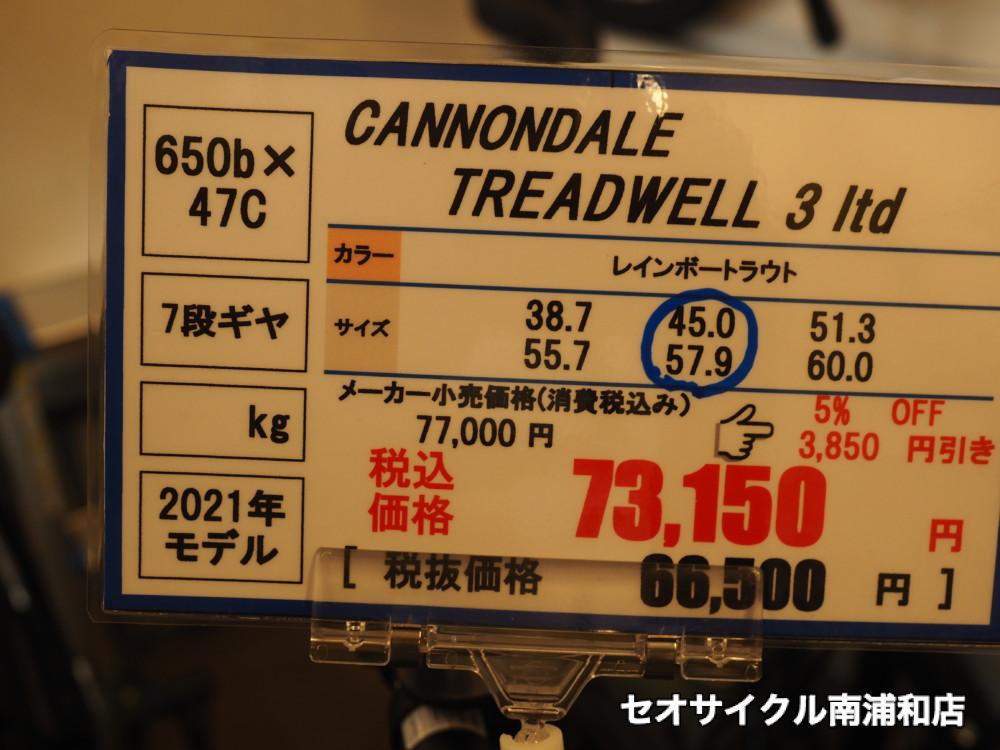 650b×
47C
7段ギヤ
kg
2021年
モデル
CANNONDALE
TREADWELL 3 ltd
カラー
レインボートラウト
サイズ
38.7 45.0 51.3
55.7 57.9 60.0
メーカー小売価格(消費税込み)
77,000 円
5% OFF
3,850 円引き
税込
価格
73,150 円
[ 税抜価格 66,500 円 ]
セオサイクル南浦和店